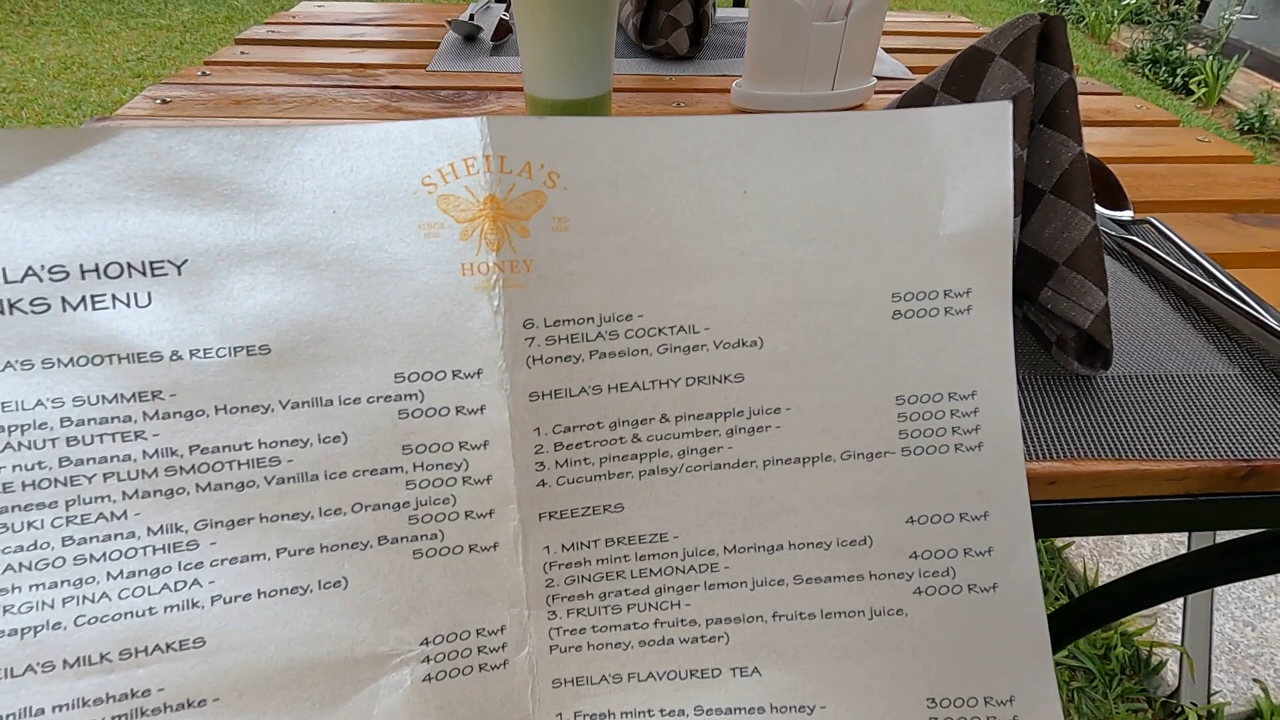 SHEILA'S
SINCE
HONEY
LA'S HONEY
NKS MENU
A'S SMOOTHIES & RECIPES
EILA'S SUMMER - 5000 Rwf
apple, Banana, Mango, Honey, Vanilla Ice cream)
ANUT BUTTER - 5000 Rwf
r nut, Banana, Milk, Peanut honey, ice)
E HONEY PLUM SMOOTHIES - 5000 Rwf
anese plum, Mango, Mango, Vanilla ice cream, Honey)
BUKI CREAM - 5000 Rwf
ocado, Banana, Milk, Ginger honey, Ice, Orange juice)
ANGO SMOOTHIES - 5000 Rwf
sh mango, Mango Ice cream, Pure honey, Banana)
RGIN PINA COLADA - 5000 Rwf
eapple, Coconut milk, Pure honey, Ice)
EILA'S MILK SHAKES
4000 Rwf
anilla milkshake - 4000 Rwf
milkshake - 4000 Rwf
6. Lemon juice - 5000 Rwf
7. SHEILA'S COCKTAIL - 8000 Rwf
(Honey, Passion, Ginger, Vodka)
SHEILA'S HEALTHY DRINKS
1. Carrot ginger & pineapple juice - 5000 Rwf
2. Beetroot & cucumber, ginger - 5000 Rwf
3. Mint, pineapple, ginger - 5000 Rwf
4. Cucumber, palsy/coriander, pineapple, Ginger- 5000 Rwf
FREEZERS
1. MINT BREEZE - 4000 Rwf
(Fresh mint lemon juice, Moringa honey iced)
2. GINGER LEMONADE - 4000 Rwf
(Fresh grated ginger lemon juice, Sesames honey iced)
3. FRUITS PUNCH - 4000 Rwf
(Tree tomato fruits, passion, fruits lemon juice,
Pure honey, soda water)
SHEILA'S FLAVOURED TEA
1. Fresh mint tea, Sesames honey - 3000 Rwf